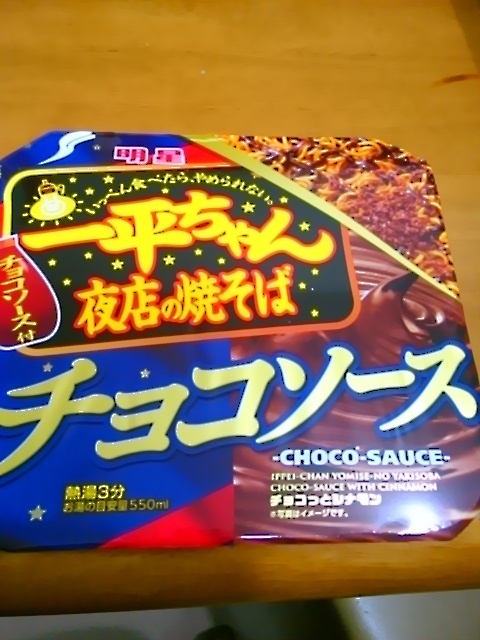 明星
いっぺん食べたら、やめられない。
一平ちゃん
夜店の焼そば
チョコソース付
チョコソース
-CHOCO-SAUCE-
IPPEI-CHAN YOMISE-NO YAKISOBA
CHOCO-SAUCE WITH CINNAMON
チョコっとシナモン
※写真はイメージです。
熱湯3分
お湯の目安量550ml